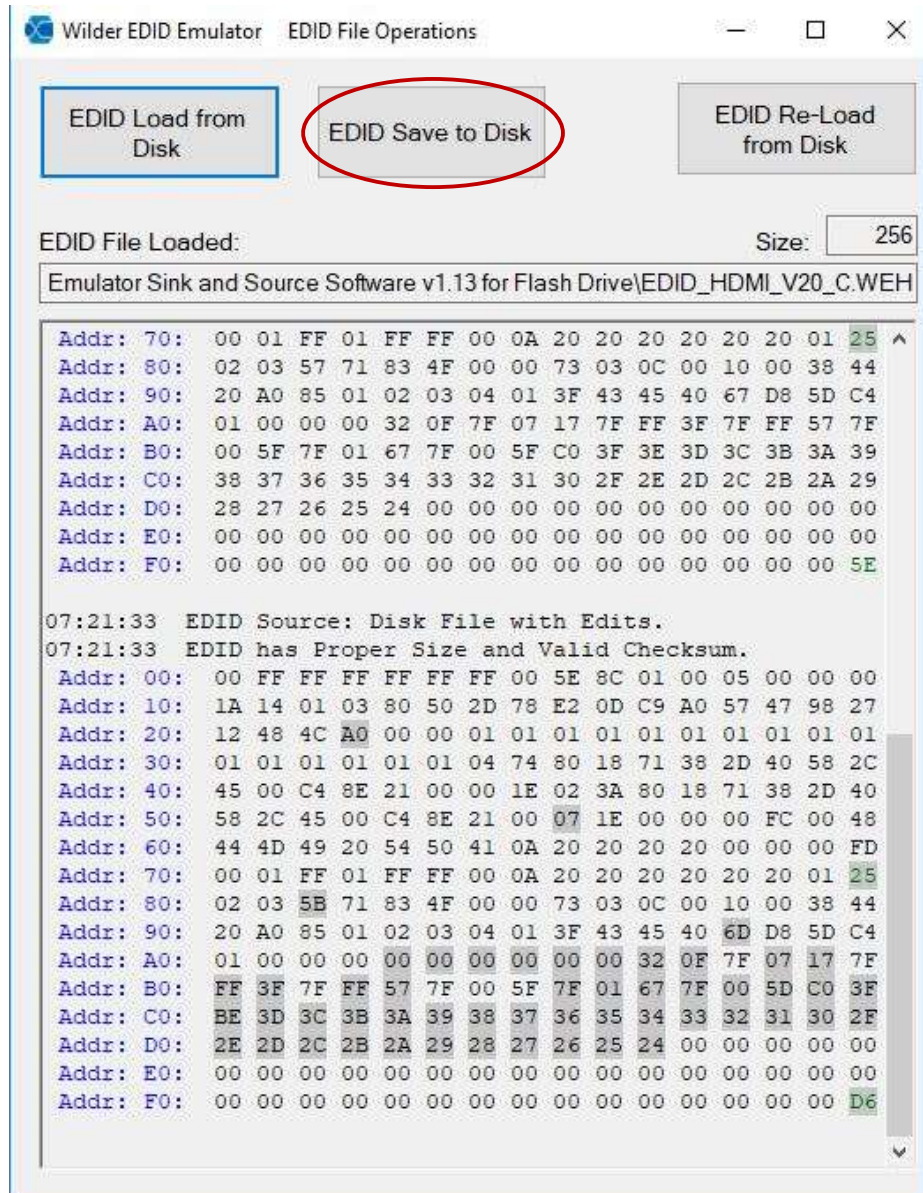 Wilder EDID Emulator EDID File Operations
EDID Load from
Disk
EDID Save to Disk
EDID Re-Load
from Disk
EDID File Loaded:
Size: 256
Emulator Sink and Source Software v1.13 for Flash Drive\EDID_HDMI_V20_C.WEH
Addr: 70: 00 01 FF 01 FF FF 00 0A 20 20 20 20 20 20 01 25
Addr: 80: 02 03 57 71 83 4F 00 00 73 03 0C 00 10 00 38 44
Addr: 90: 20 A0 85 01 02 03 04 01 3F 43 45 40 67 D8 5D C4
Addr: A0: 01 00 00 00 32 0F 7F 07 17 7F FF 3F 7F FF 57 7F
Addr: B0: 00 5F 7F 01 67 7F 00 5F C0 3F 3E 3D 3C 3B 3A 39
Addr: C0: 38 37 36 35 34 33 32 31 30 2F 2E 2D 2C 2B 2A 29
Addr: D0: 28 27 26 25 24 00 00 00 00 00 00 00 00 00 00 00
Addr: E0: 00 00 00 00 00 00 00 00 00 00 00 00 00 00 00 00
Addr: F0: 00 00 00 00 00 00 00 00 00 00 00 00 00 00 00 5E
07:21:33 EDID Source: Disk File with Edits.
07:21:33 EDID has Proper Size and Valid Checksum.
Addr: 00: 00 FF FF FF FF FF FF 00 5E 8C 01 00 05 00 00 00
Addr: 10: 1A 14 01 03 80 50 2D 78 E2 0D C9 A0 57 47 98 27
Addr: 20: 12 48 4C A0 00 00 01 01 01 01 01 01 01 01 01 01
Addr: 30: 01 01 01 01 01 01 04 74 80 18 71 38 2D 40 58 2C
Addr: 40: 45 00 C4 8E 21 00 00 1E 02 3A 80 18 71 38 2D 40
Addr: 50: 58 2C 45 00 C4 8E 21 00 07 1E 00 00 00 FC 00 48
Addr: 60: 44 4D 49 20 54 50 41 0A 20 20 20 20 00 00 00 FD
Addr: 70: 00 01 FF 01 FF FF 00 0A 20 20 20 20 20 20 01 25
Addr: 80: 02 03 5B 71 83 4F 00 00 73 03 0C 00 10 00 38 44
Addr: 90: 20 A0 85 01 02 03 04 01 3F 43 45 40 6D D8 5D C4
Addr: A0: 01 00 00 00 00 00 00 00 00 00 32 0F 7F 07 17 7F
Addr: B0: FF 3F 7F FF 57 7F 00 5F 7F 01 67 7F 00 5D C0 3F
Addr: C0: BE 3D 3C 3B 3A 39 38 37 36 35 34 33 32 31 30 2F
Addr: D0: 2E 2D 2C 2B 2A 29 28 27 26 25 24 00 00 00 00 00
Addr: E0: 00 00 00 00 00 00 00 00 00 00 00 00 00 00 00 00
Addr: F0: 00 00 00 00 00 00 00 00 00 00 00 00 00 00 00 D6